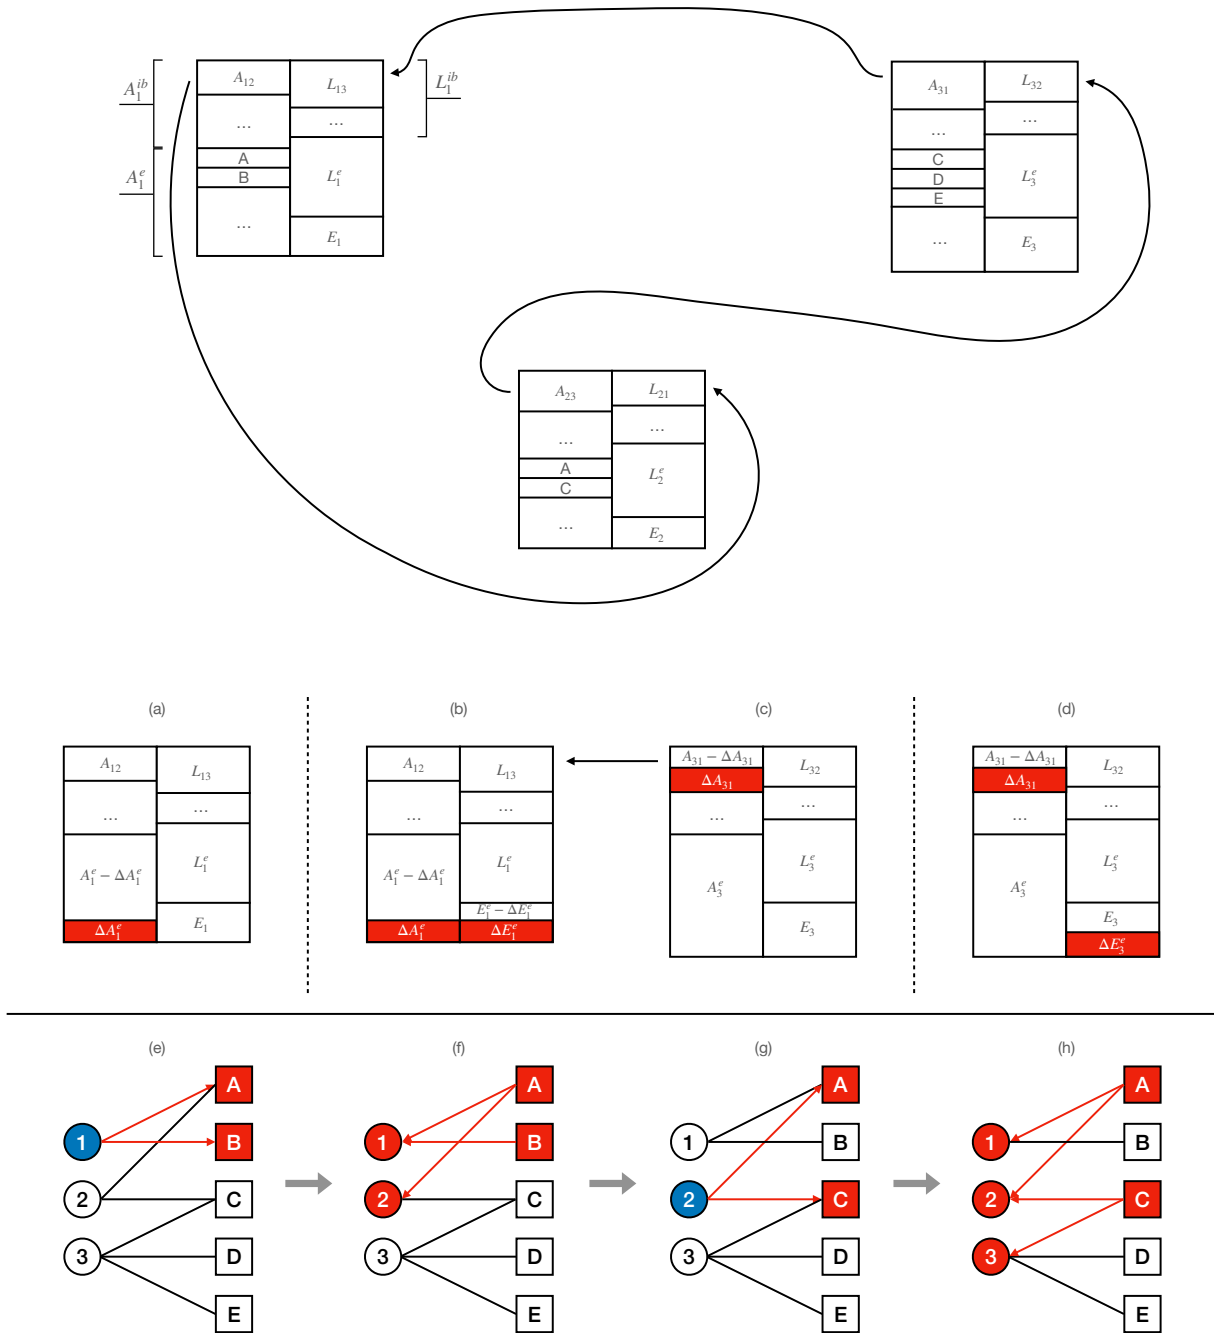 A_{12}
L_{13}
A_1^{ib}
L_1^{ib}
...
...
A
B
A_1^e
L_1^e
...
E_1
A_{31}
L_{32}
...
...
C
D
E
L_3^e
...
E_3
A_{23}
L_{21}
...
...
A
C
L_2^e
...
E_2
(a)
(b)
(c)
(d)
A_{12}
L_{13}
...
...
A_1^e − ΔA_1^e
L_1^e
ΔA_1^e
E_1
A_{12}
L_{13}
...
...
A_1^e − ΔA_1^e
L_1^e
E_1^e − ΔE_1^e
ΔA_1^e
ΔE_1^e
A_{31} − ΔA_{31}
ΔA_{31}
L_{32}
...
...
A_3^e
L_3^e
E_3
A_{31} − ΔA_{31}
ΔA_{31}
L_{32}
...
...
A_3^e
L_3^e
E_3
ΔE_3^e
(e)
(f)
(g)
(h)
1
2
3
A
B
C
D
E
1
2
3
A
B
C
D
E
1
2
3
A
B
C
D
E
1
2
3
A
B
C
D
E